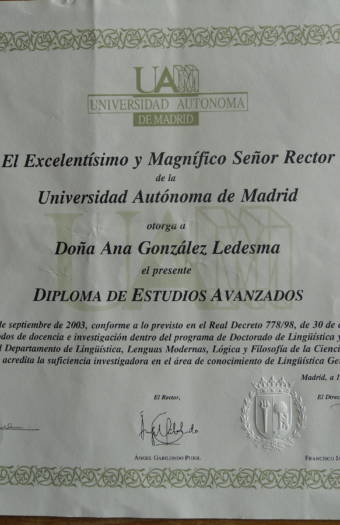 UAM
UNIVERSIDAD AUTONOMA
DE MADRID
El Excelentísimo y Magnífico Señor Rector
de la
Universidad Autónoma de Madrid
otorga a
Doña Ana González Ledesma
el presente
DIPLOMA DE ESTUDIOS AVANZADOS
de septiembre de 2003, conforme a lo previsto en el Real Decreto 778/98, de 30 de
odos de docencia e investigación dentro del programa de Doctorado de Lingüística y
l Departamento de Lingüística, Lenguas Modernas, Lógica y Filosofía de la Cienci
acredita la suficiencia investigadora en el área de conocimiento de Lingüística Ge
Madrid, a 1
El Rector,
El Direc
ANGEL GABILONDO PUJOL
FRANCISCO